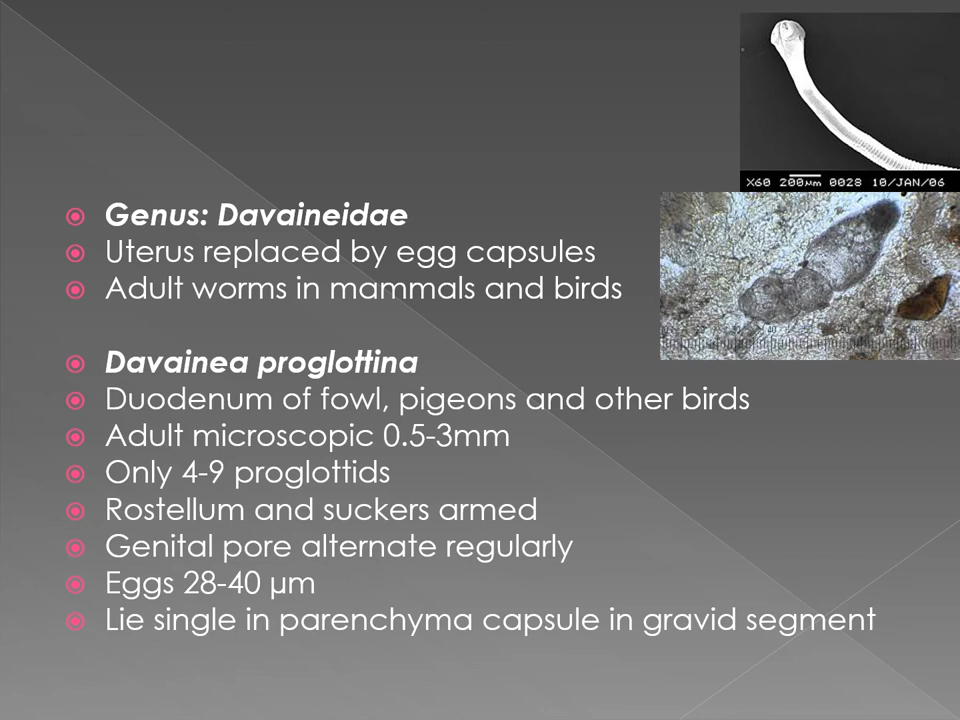 X60 200µm 0028 10/JAN/06
Genus: Davaineidae
Uterus replaced by egg capsules
Adult worms in mammals and birds
Davainea proglottina
Duodenum of fowl, pigeons and other birds
Adult microscopic 0.5-3mm
Only 4-9 proglottids
Rostellum and suckers armed
Genital pore alternate regularly
Eggs 28-40 µm
Lie single in parenchyma capsule in gravid segment